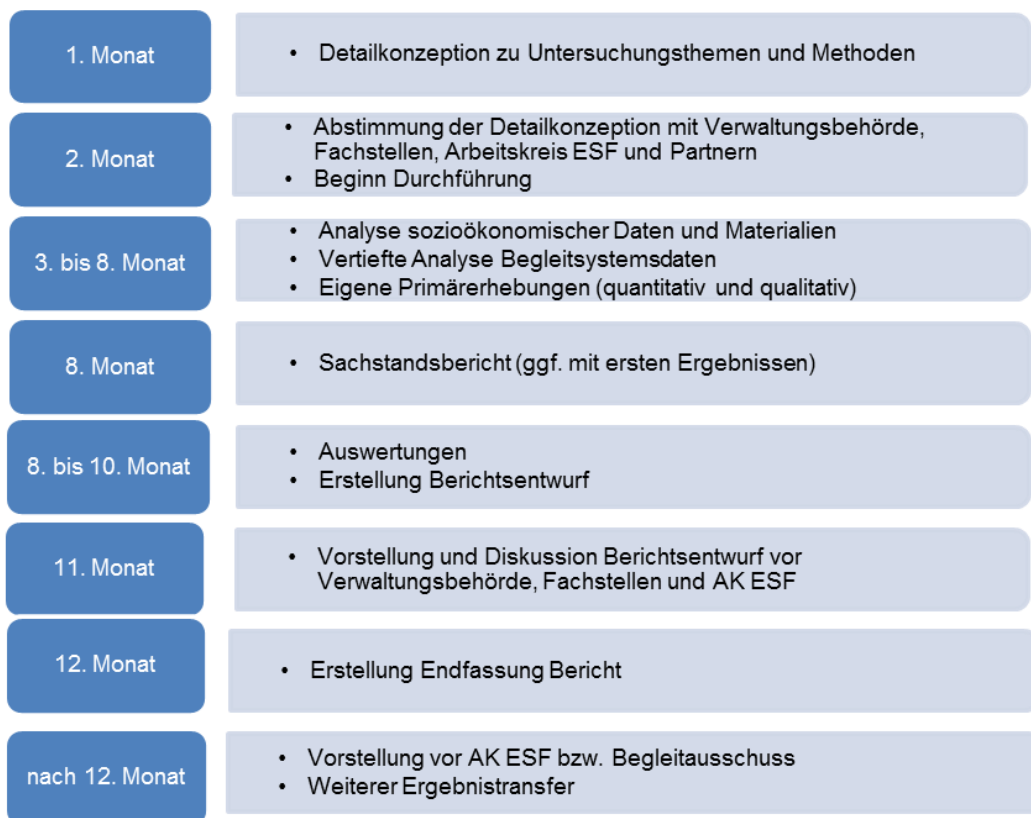 1. Monat
• Detailkonzeption zu Untersuchungsthemen und Methoden
2. Monat
• Abstimmung der Detailkonzeption mit Verwaltungsbehörde,
Fachstellen, Arbeitskreis ESF und Partnern
• Beginn Durchführung
3. bis 8. Monat
• Analyse sozioökonomischer Daten und Materialien
• Vertiefte Analyse Begleitsystemsdaten
• Eigene Primärerhebungen (quantitativ und qualitativ)
8. Monat
• Sachstandsbericht (ggf. mit ersten Ergebnissen)
8. bis 10. Monat
• Auswertungen
• Erstellung Berichtsentwurf
11. Monat
• Vorstellung und Diskussion Berichtsentwurf vor
Verwaltungsbehörde, Fachstellen und AK ESF
12. Monat
• Erstellung Endfassung Bericht
nach 12. Monat
• Vorstellung vor AK ESF bzw. Begleitausschuss
• Weiterer Ergebnistransfer